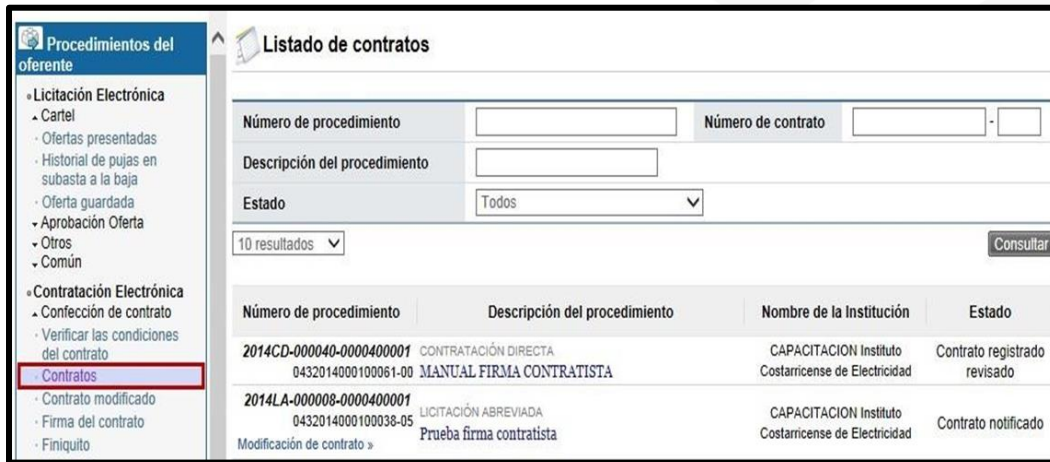 Procedimientos del
oferente
Licitación Electrónica
Cartel
Ofertas presentadas
Historial de pujas en
subasta a la baja
Oferta guardada
Aprobación Oferta
Otros
Común
Contratación Electrónica
Confección de contrato
Verificar las condiciones
del contrato
Contratos
Contrato modificado
Firma del contrato
Finiquito
Listado de contratos
Número de procedimiento
Número de contrato -
Descripción del procedimiento
Estado Todos
10 resultados Consultar
Número de procedimiento Descripción del procedimiento Nombre de la Institución Estado
2014CD-000040-0000400001 CONTRATACIÓN DIRECTA CAPACITACION Instituto Contrato registrado
0432014000100061-00 MANUAL FIRMA CONTRATISTA Costarricense de Electricidad revisado
2014LA-000008-0000400001
0432014000100038-05 LICITACIÓN ABREVIADA CAPACITACION Instituto Contrato notificado
Modificación de contrato » Prueba firma contratista Costarricense de Electricidad